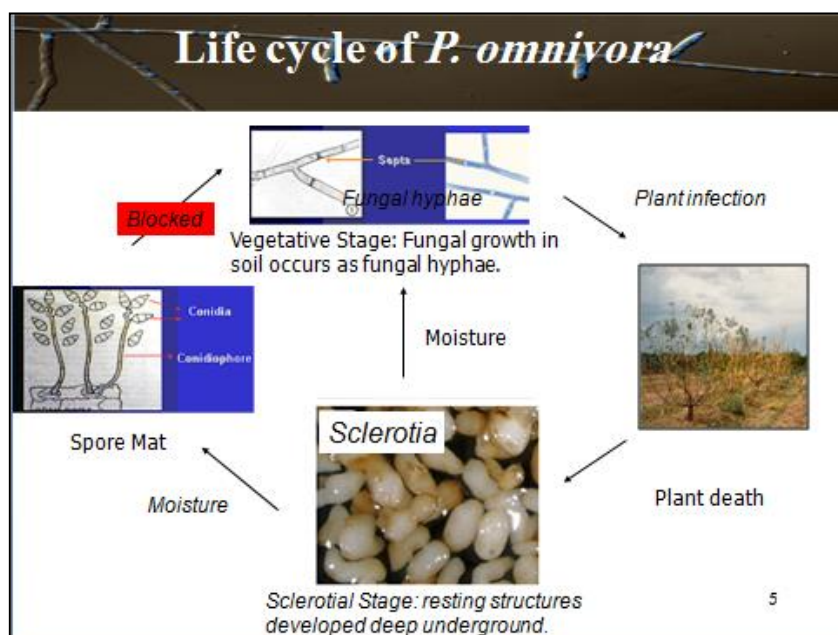 Life cycle of P. omnivora
Septa
Fungal hyphae
Blocked
Plant infection
Vegetative Stage: Fungal growth in
soil occurs as fungal hyphae.
Conidia
Conidiophore
Moisture
Spore Mat
Sclerotia
Moisture
Plant death
Sclerotial Stage: resting structures
developed deep underground.
5